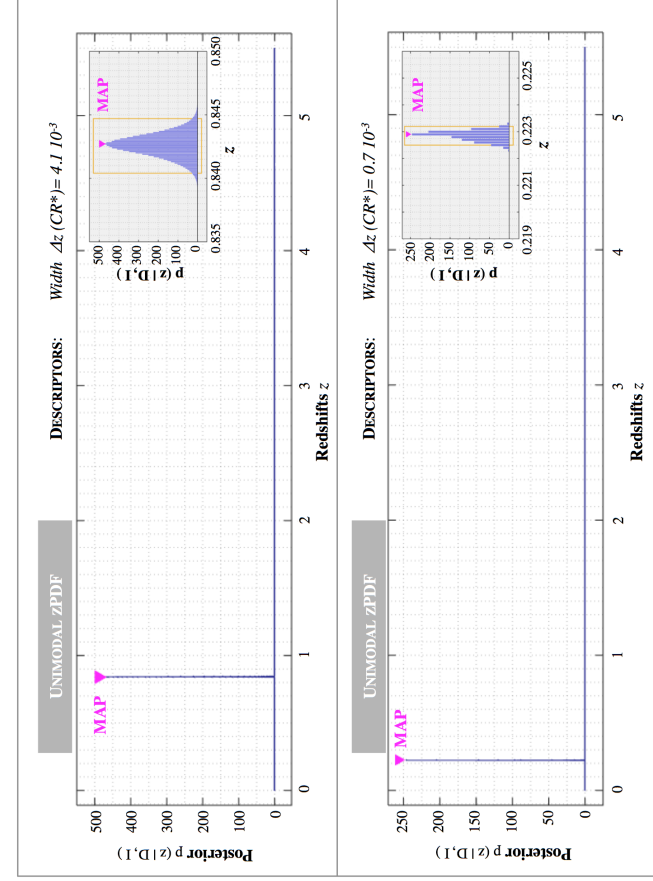 UNIMODAL ZPDF
DESCRIPTORS:
Width Δz (CR*)= 4.1 10-3
MAP
Posterior p (z | D, I )
500
400
300
200
100
0
0
1
2
3
4
5
Redshifts z
MAP
p (z | D, I )
500
400
300
200
100
0
0.835
0.840
0.845
0.850
z
UNIMODAL ZPDF
DESCRIPTORS:
Width Δz (CR*)= 0.7 10-3
MAP
Posterior p (z | D, I )
250
200
150
100
50
0
0
1
2
3
4
5
Redshifts z
MAP
p (z | D, I )
250
200
150
100
50
0
0.219
0.221
0.223
0.225
z